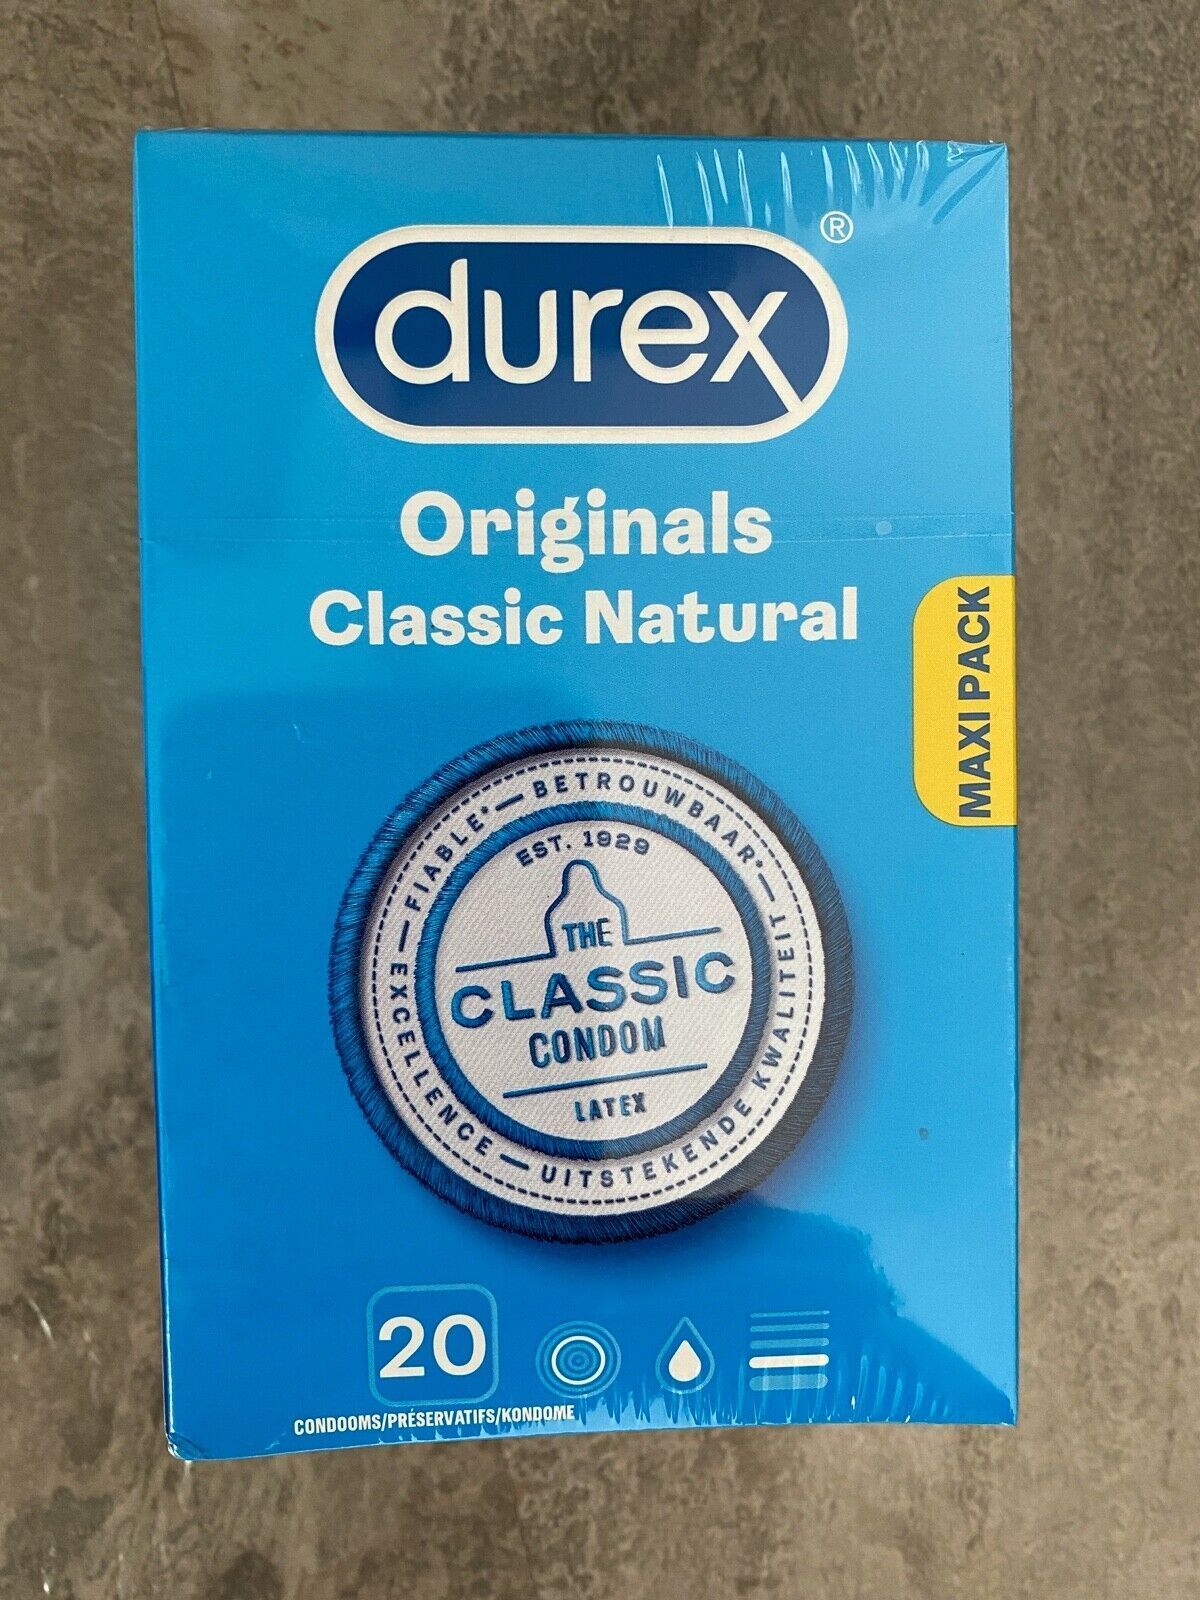 durex®
Originals
Classic Natural
MAXI PACK
FIABLE* — BETROUWBAAR* — UITSTEKENDE KWALITEIT — EXCELLENCE —
EST. 1929
THE
CLASSIC
CONDOM
LATEX
20
CONDOOMS/PRÉSERVATIFS/KONDOME